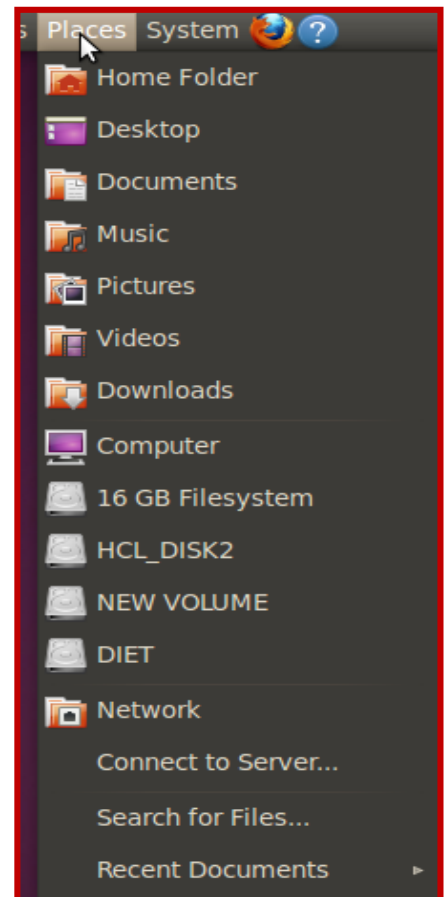 Places System ?
Home Folder
Desktop
Documents
Music
Pictures
Videos
Downloads
Computer
16 GB Filesystem
HCL_DISK2
NEW VOLUME
DIET
Network
Connect to Server...
Search for Files...
Recent Documents